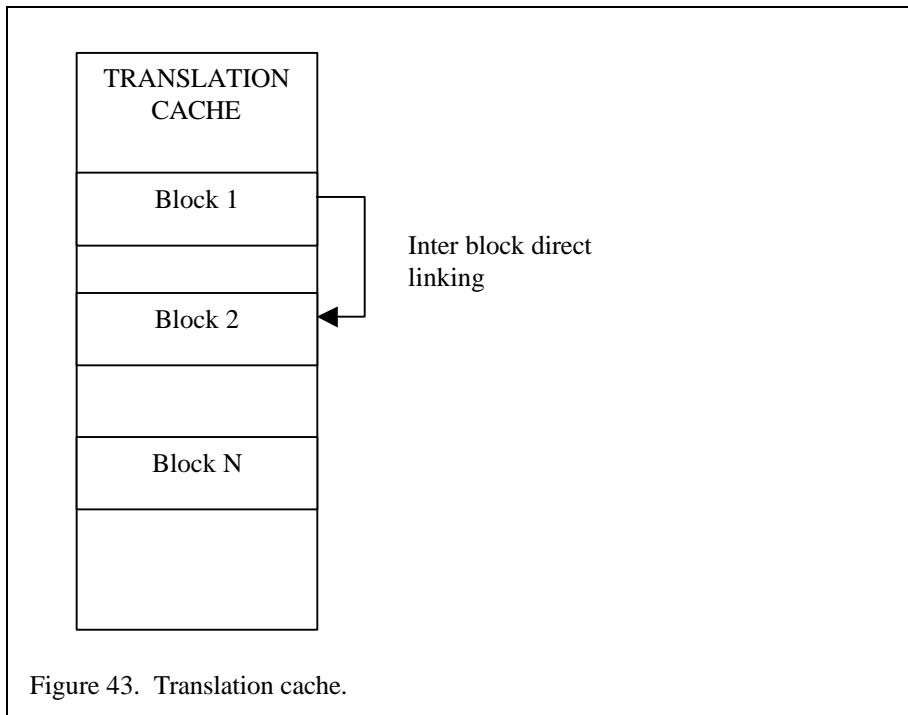 TRANSLATION
CACHE
Block 1
Inter block direct
linking
Block 2
Block N
Figure 43.  Translation cache.